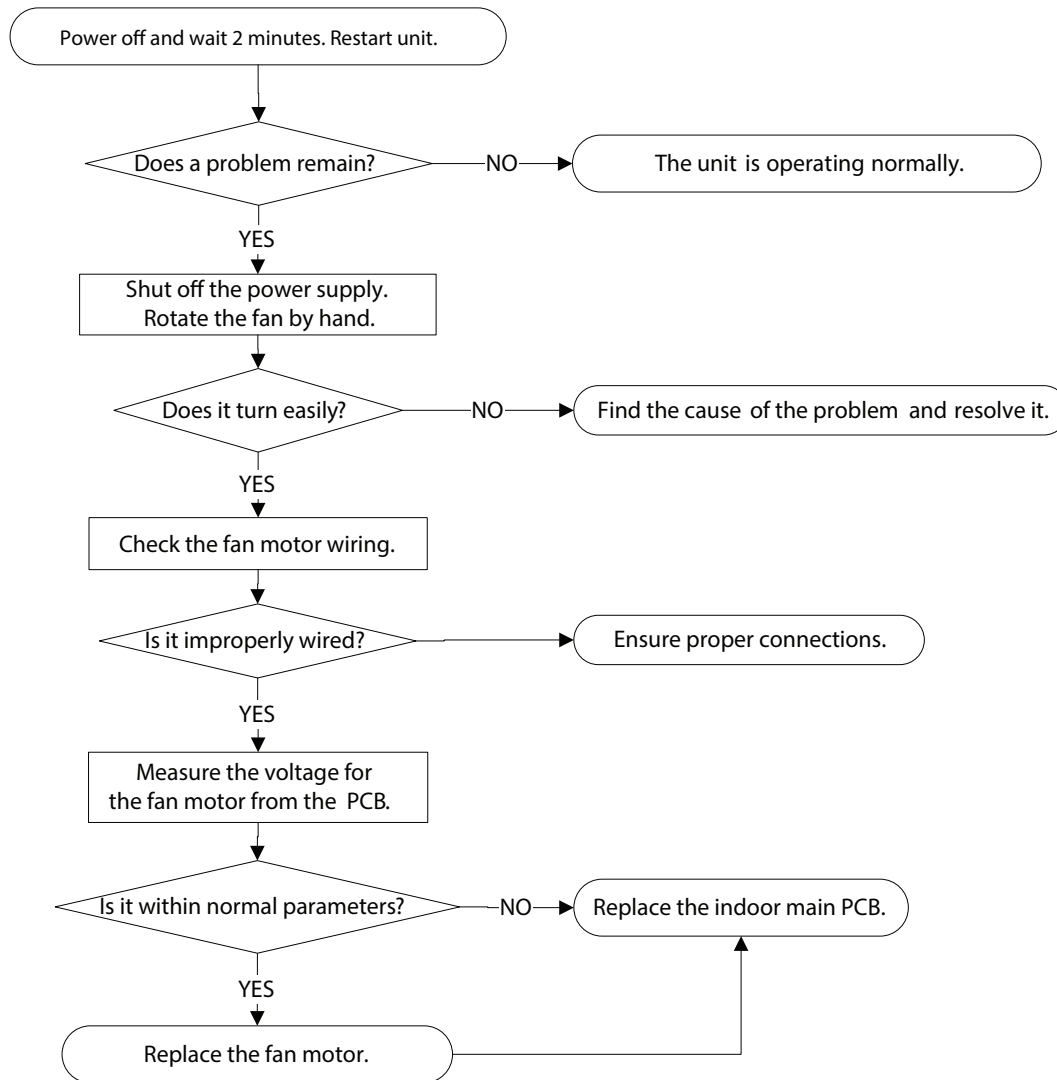 Power off and wait 2 minutes. Restart unit.
Does a problem remain?
NO
The unit is operating normally.
YES
Shut off the power supply.
Rotate the fan by hand.
Does it turn easily?
NO
Find the cause of the problem and resolve it.
YES
Check the fan motor wiring.
Is it improperly wired?
Ensure proper connections.
YES
Measure the voltage for
the fan motor from the PCB.
Is it within normal parameters?
NO
Replace the indoor main PCB.
YES
Replace the fan motor.